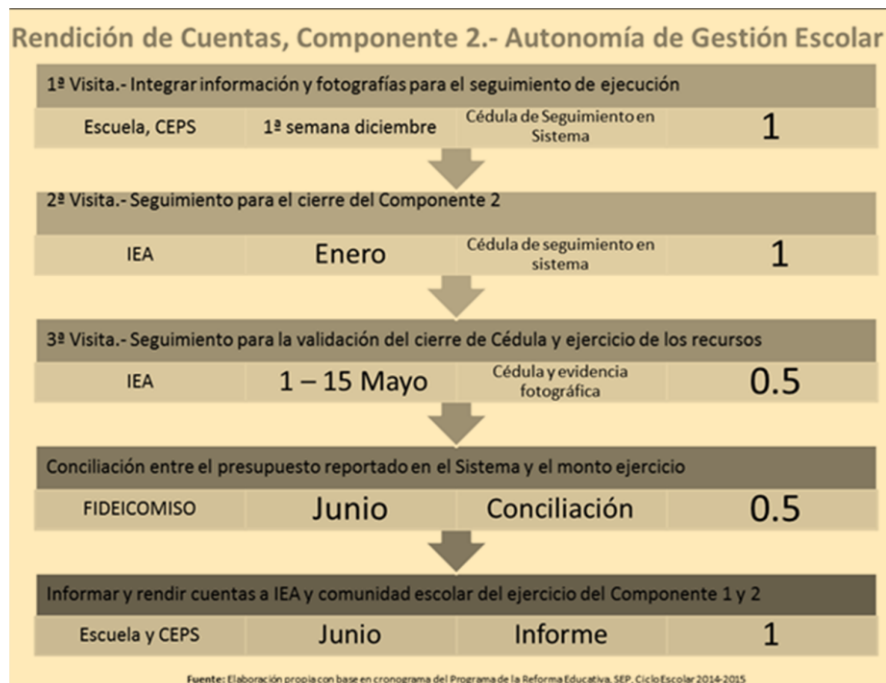 Rendición de Cuentas, Componente 2.- Autonomía de Gestión Escolar
1ª Visita.- Integrar información y fotografías para el seguimiento de ejecución
Escuela, CEPS
1ª semana diciembre
Cédula de Seguimiento en
Sistema
1
2ª Visita.- Seguimiento para el cierre del Componente 2
IEA
Enero
Cédula de seguimiento en
sistema
1
3ª Visita.- Seguimiento para la validación del cierre de Cédula y ejercicio de los recursos
IEA
1 – 15 Mayo
Cédula y evidencia
fotográfica
0.5
Conciliación entre el presupuesto reportado en el Sistema y el monto ejercicio
FIDEICOMISO
Junio
Conciliación
0.5
Informar y rendir cuentas a IEA y comunidad escolar del ejercicio del Componente 1 y 2
Escuela y CEPS
Junio
Informe
1
Fuente: Elaboración propia con base en cronograma del Programa de la Reforma Educativa. SEP. Ciclo Escolar 2014-2015